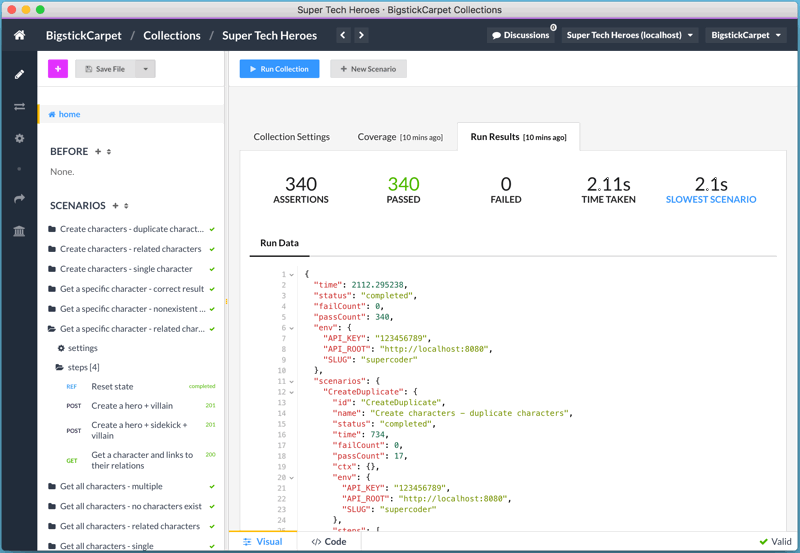 Super Tech Heroes · BigstickCarpet Collections
BigstickCarpet / Collections / Super Tech Heroes < >
Discussions 0 Super Tech Heroes (localhost) BigstickCarpet
+ Save File
Run Collection + New Scenario
home
Collection Settings Coverage [10 mins ago] Run Results [10 mins ago]
BEFORE +
None.
340 340 0 2.11s 2.1s
ASSERTIONS PASSED FAILED TIME TAKEN SLOWEST SCENARIO
SCENARIOS +
Create characters - duplicate charact...
Create characters - related characters
Create characters - single character
Get a specific character - correct result
Get a specific character - nonexistent ...
Get a specific character - related char...
settings
steps [4]
REF Reset state completed
POST Create a hero + villain 201
POST Create a hero + sidekick + 201
villain
GET Get a character and links to 200
their relations
Get all characters - multiple
Get all characters - no characters exist
Get all characters - related characters
Get all characters - single
Run Data
1 {
2 "time": 2112.295238,
3 "status": "completed",
4 "failCount": 0,
5 "passCount": 340,
6 "env": {
7 "API_KEY": "123456789",
8 "API_ROOT": "http://localhost:8080",
9 "SLUG": "supercoder"
10 },
11 "scenarios": {
12 "CreateDuplicate": {
13 "id": "CreateDuplicate",
14 "name": "Create characters - duplicate characters",
15 "status": "completed",
16 "time": 734,
17 "failCount": 0,
18 "passCount": 17,
19 "ctx": {},
20 "env": {
21 "API_KEY": "123456789",
22 "API_ROOT": "http://localhost:8080",
23 "SLUG": "supercoder"
24 },
25 "steps": [
Visual </> Code Valid